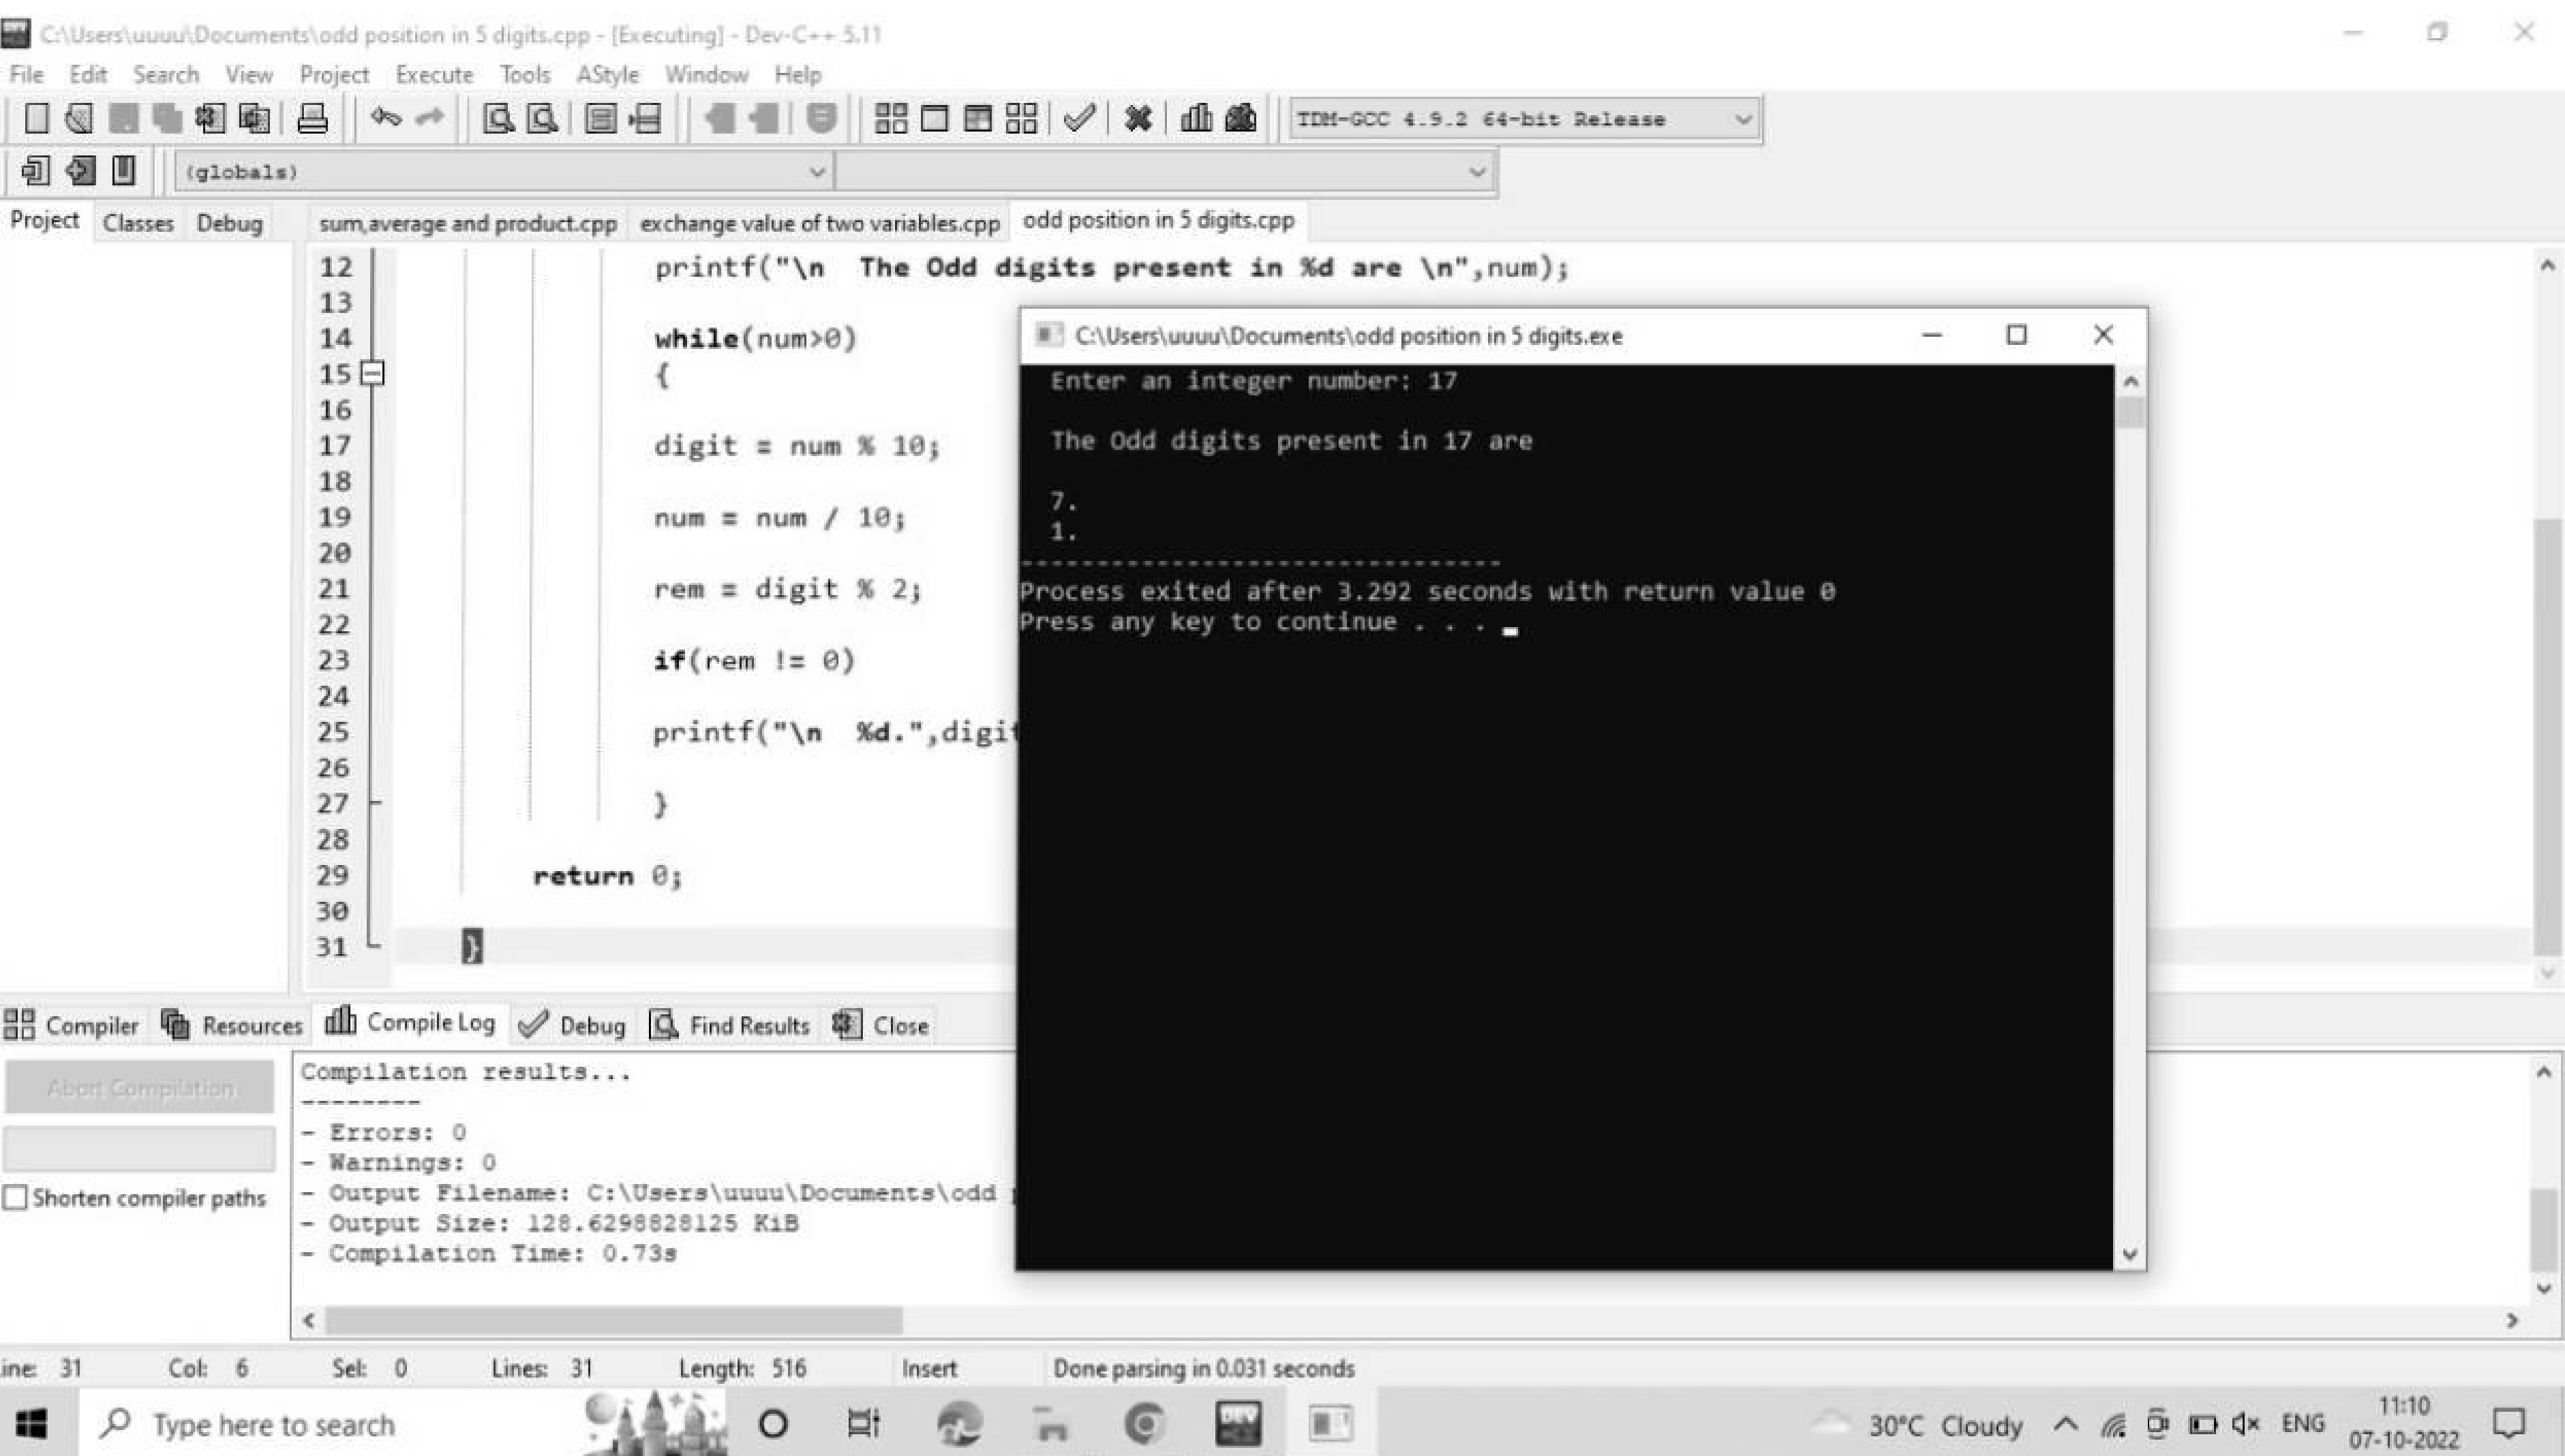 C:\Users\uuuu\Documents\odd position in 5 digits.cpp - [Executing] - Dev-C++ 5.11
File Edit Search View Project Execute Tools AStyle Window Help
TDM-GCC 4.9.2 64-bit Release
(globals)
Project Classes Debug
sum,average and product.cpp exchange value of two variables.cpp odd position in 5 digits.cpp
12 printf("\n  The Odd digits present in %d are \n",num);
13
14 while(num>0)
15 {
16
17 digit = num % 10;
18
19 num = num / 10;
20
21 rem = digit % 2;
22
23 if(rem != 0)
24
25 printf("\n  %d.",digit
26
27 }
28
29 return 0;
30
31 }
C:\Users\uuuu\Documents\odd position in 5 digits.exe
Enter an integer number: 17
The Odd digits present in 17 are
7.
1.
--------------------------------
Process exited after 3.292 seconds with return value 0
Press any key to continue . . .
Compiler Resources Compile Log Debug Find Results Close
Abort Compilation
Shorten compiler paths
Compilation results...
--------
- Errors: 0
- Warnings: 0
- Output Filename: C:\Users\uuuu\Documents\odd
- Output Size: 128.6298828125 KiB
- Compilation Time: 0.73s
ine: 31 Col: 6 Sel: 0 Lines: 31 Length: 516 Insert Done parsing in 0.031 seconds
Type here to search
DEV
30°C Cloudy
ENG
11:10
07-10-2022